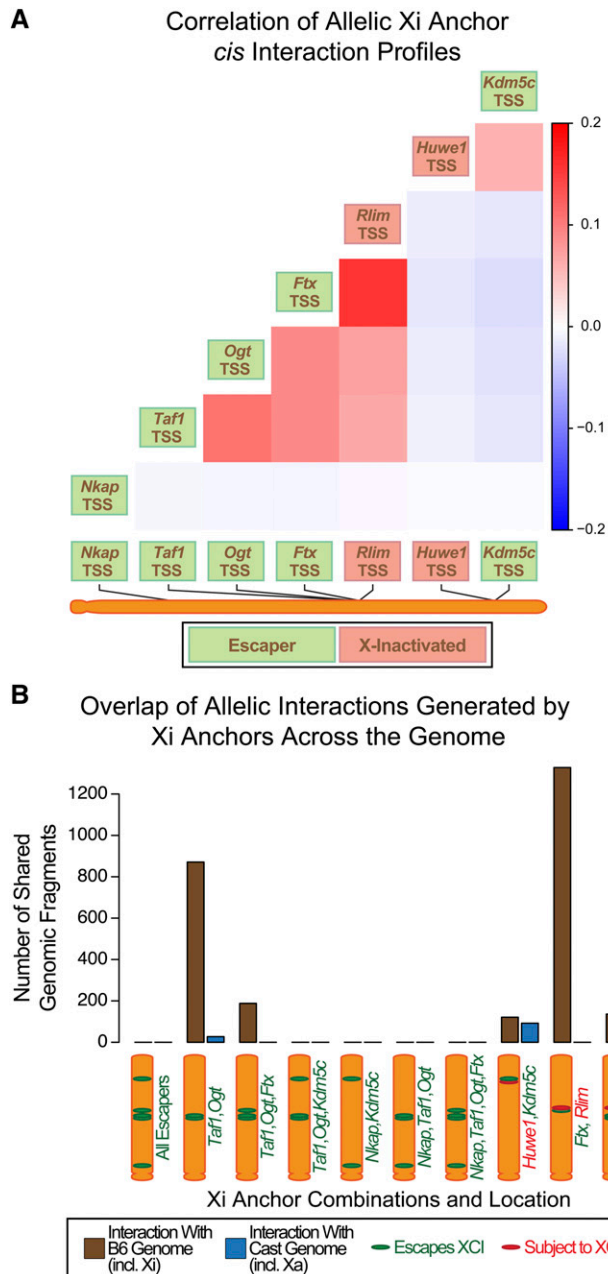 A
Correlation of Allelic Xi Anchor
cis Interaction Profiles
Kdm5c
TSS
Huwe1
TSS
Rlim
TSS
Ftx
TSS
Ogt
TSS
Taf1
TSS
Nkap
TSS
0.2
0.1
0.0
−0.1
−0.2
Nkap
TSS
Taf1
TSS
Ogt
TSS
Ftx
TSS
Rlim
TSS
Huwe1
TSS
Kdm5c
TSS
Escaper
X-Inactivated
B
Overlap of Allelic Interactions Generated by
Xi Anchors Across the Genome
Number of Shared
Genomic Fragments
1200
1000
800
600
400
200
0
All Escapers
Taf1,Ogt
Taf1,Ogt,Ftx
Taf1,Ogt,Kdm5c
Nkap,Kdm5c
Nkap,Taf1,Ogt
Nkap,Taf1,Ogt,Ftx
Huwe1,Kdm5c
Ftx, Rlim
Xi Anchor Combinations and Location
Interaction With
B6 Genome
(incl. Xi)
Interaction With
Cast Genome
(incl. Xa)
Escapes XCI
Subject to